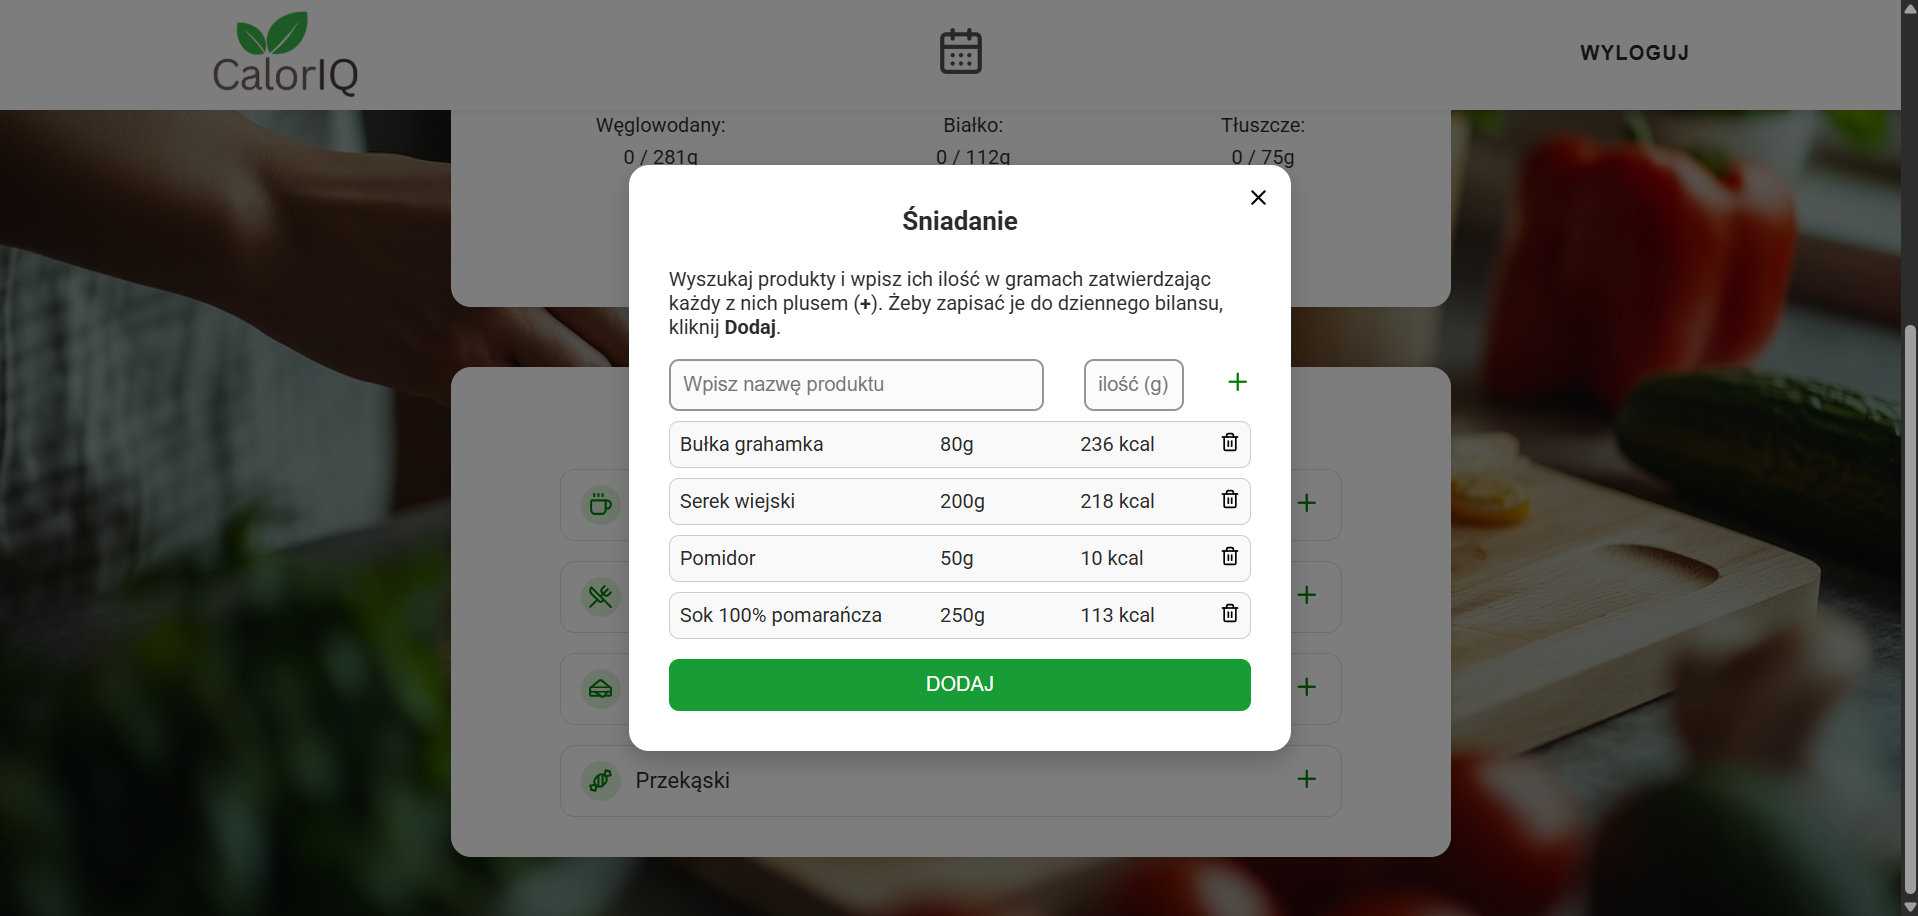 CalorIQ
WYLOGUJ
Węglowodany: Białko: Tłuszcze:
0 / 281g 0 / 112g 0 / 75g
Śniadanie
Wyszukaj produkty i wpisz ich ilość w gramach zatwierdzając
każdy z nich plusem (+). Żeby zapisać je do dziennego bilansu,
kliknij Dodaj.
Wpisz nazwę produktu ilość (g)
Bułka grahamka 80g 236 kcal
Serek wiejski 200g 218 kcal
Pomidor 50g 10 kcal
Sok 100% pomarańcza 250g 113 kcal
DODAJ
Przekąski